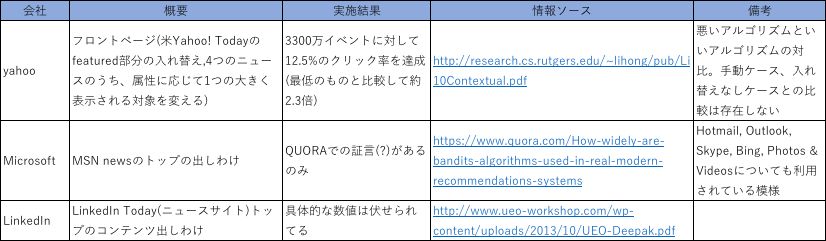 会社 概要 実施結果 情報ソース 備考
yahoo
フロントページ(米Yahoo! Todayの
featured部分の入れ替え,4つのニュー
スのうち、属性に応じて1つの大きく
表示される対象を変える)
3300万イベントに対して
12.5%のクリック率を達成
(最低のものと比較して約
2.3倍)
http://research.cs.rutgers.edu/~lihong/pub/Li
10Contextual.pdf
悪いアルゴリズムとい
いアルゴリズムの対
比。手動ケース、入れ
替えなしケースとの比
較は存在しない
Microsoft
MSN newsのトップの出しわけ
QUORAでの証言(?)がある
のみ
https://www.quora.com/How-widely-are-
bandits-algorithms-used-in-real-modern-
recommendations-systems
Hotmail, Outlook,
Skype, Bing, Photos &
Videosについても利用
されている模様
LinkedIn
LinkedIn Today(ニュースサイト)トッ
プのコンテンツ出しわけ
具体的な数値は伏せられ
てる
http://www.ueo-workshop.com/wp-
content/uploads/2013/10/UEO-Deepak.pdf